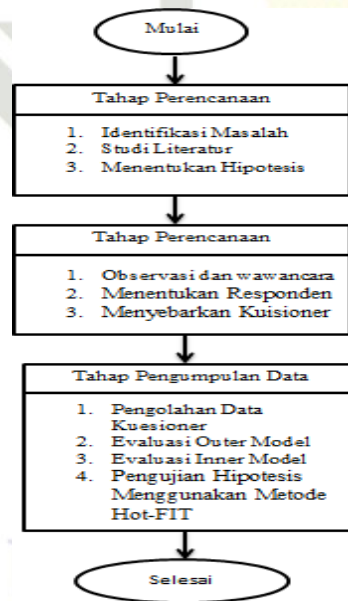 Mulai
Tahap Perencanaan
1. Identifikasi Masalah
2. Studi Literatur
3. Menentukan Hipotesis
Tahap Perencanaan
1. Observasi dan wawancara
2. Menentukan Responden
3. Menyebarkan Kuisioner
Tahap Pengumpulan Data
1. Pengolahan Data
Kuesioner
2. Evaluasi Outer Model
3. Evaluasi Inner Model
4. Pengujian Hipotesis
Menggunakan Metode
Hot-FIT
Selesai